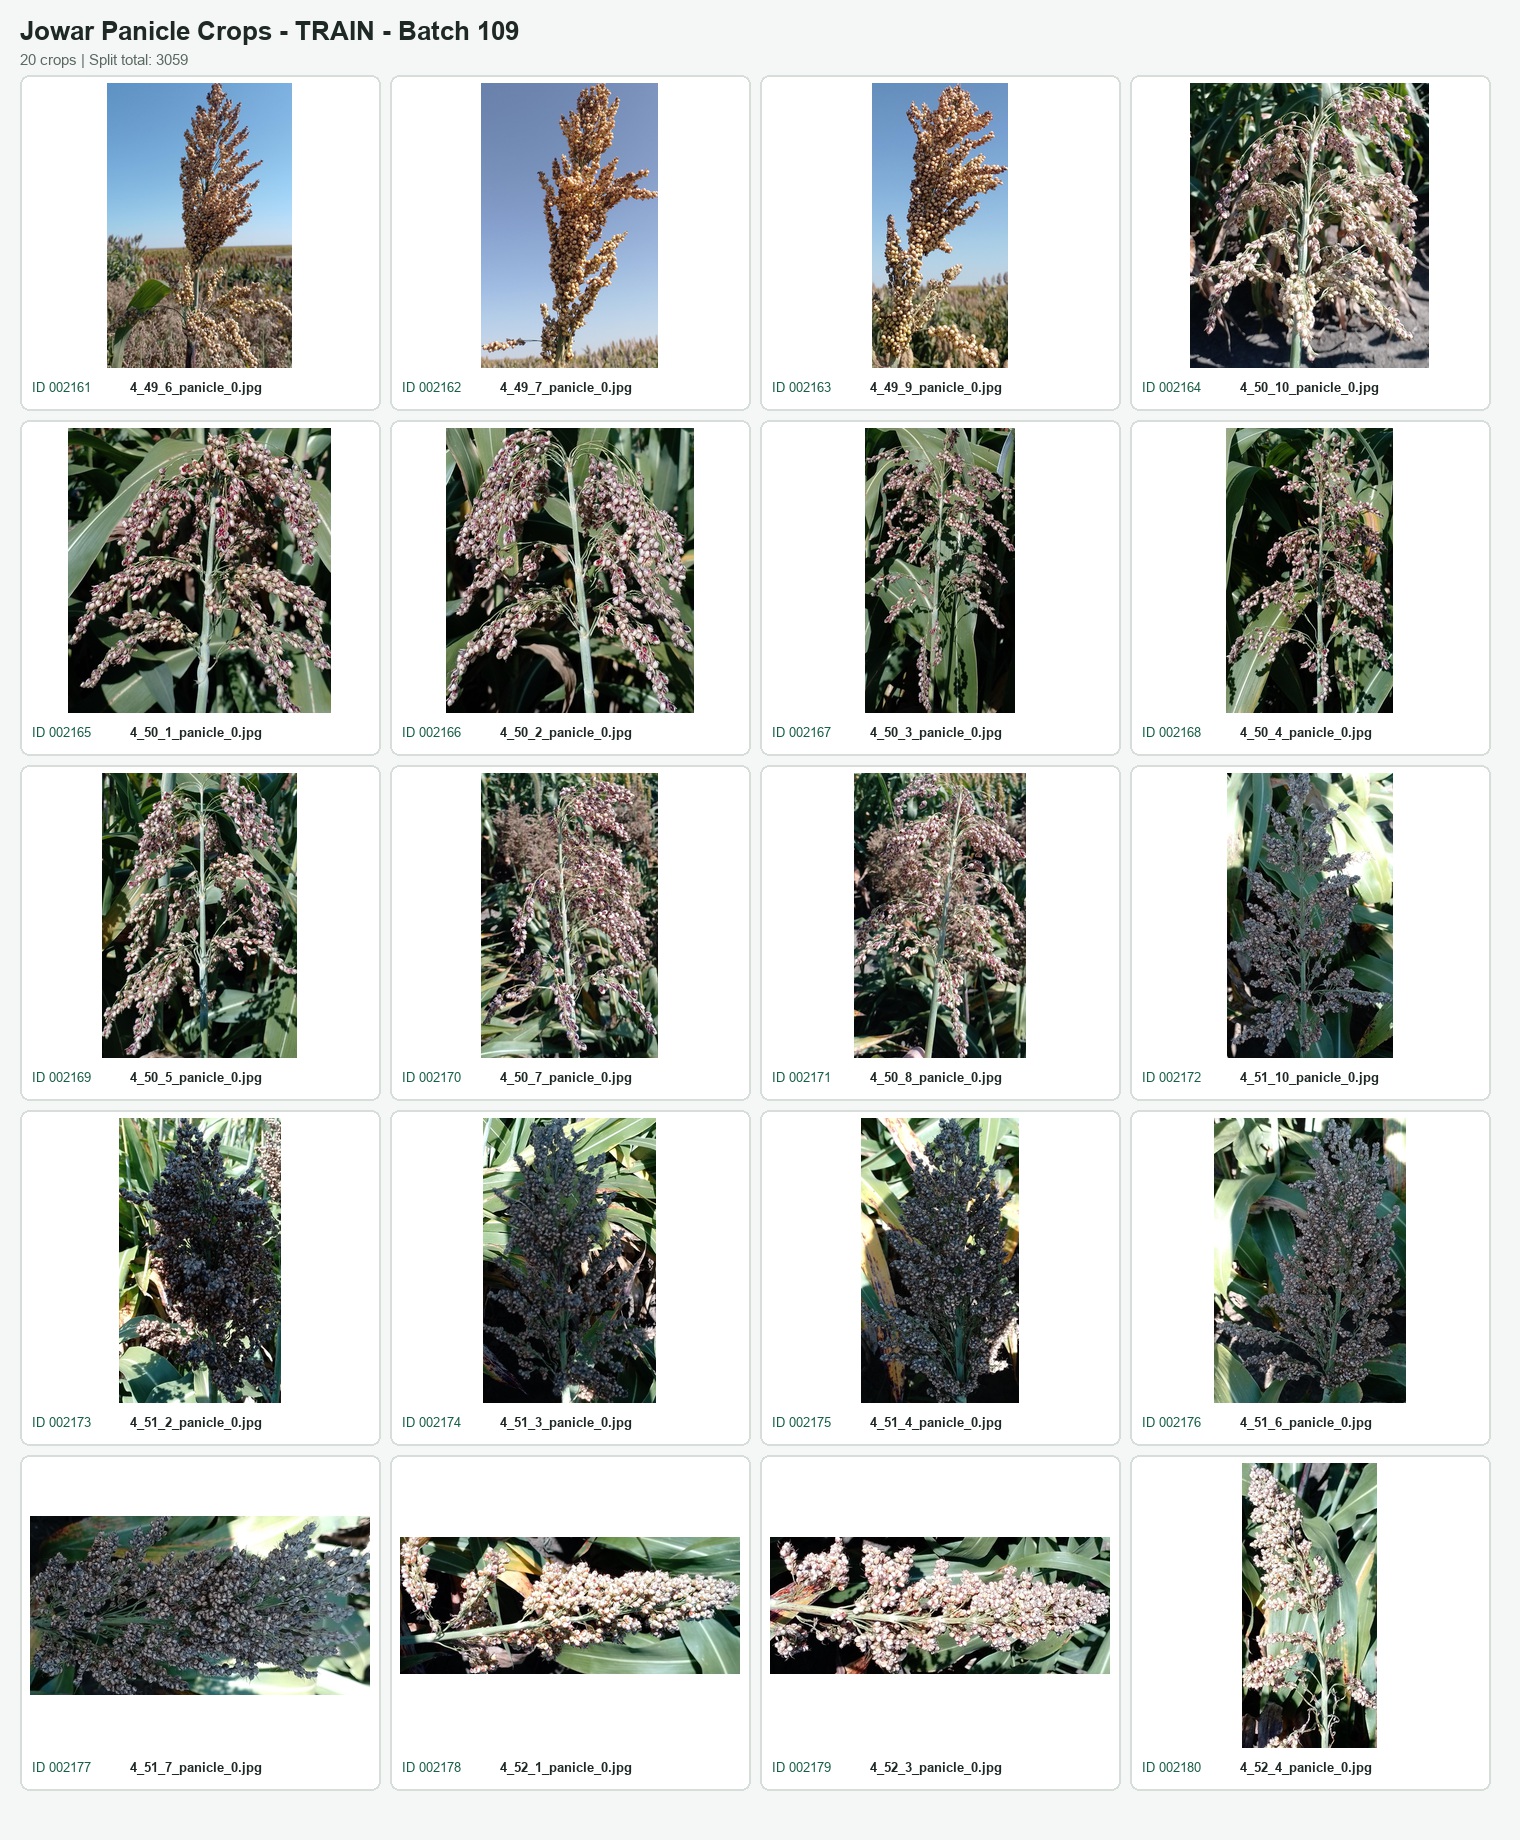 Jowar Panicle Crops - TRAIN - Batch 109
20 crops | Split total: 3059
ID 002161 4_49_6_panicle_0.jpg
ID 002162 4_49_7_panicle_0.jpg
ID 002163 4_49_9_panicle_0.jpg
ID 002164 4_50_10_panicle_0.jpg
ID 002165 4_50_1_panicle_0.jpg
ID 002166 4_50_2_panicle_0.jpg
ID 002167 4_50_3_panicle_0.jpg
ID 002168 4_50_4_panicle_0.jpg
ID 002169 4_50_5_panicle_0.jpg
ID 002170 4_50_7_panicle_0.jpg
ID 002171 4_50_8_panicle_0.jpg
ID 002172 4_51_10_panicle_0.jpg
ID 002173 4_51_2_panicle_0.jpg
ID 002174 4_51_3_panicle_0.jpg
ID 002175 4_51_4_panicle_0.jpg
ID 002176 4_51_6_panicle_0.jpg
ID 002177 4_51_7_panicle_0.jpg
ID 002178 4_52_1_panicle_0.jpg
ID 002179 4_52_3_panicle_0.jpg
ID 002180 4_52_4_panicle_0.jpg